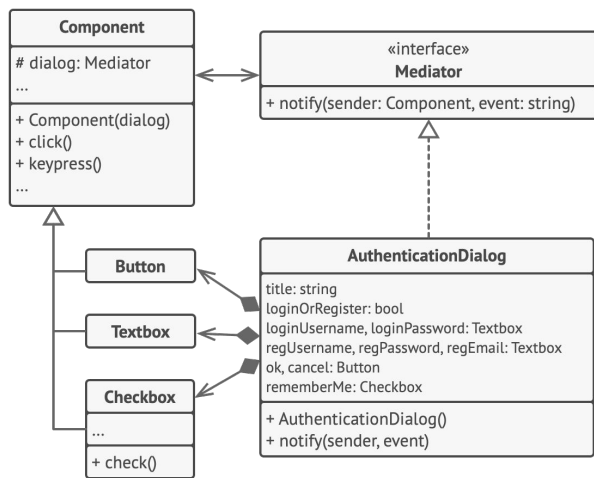 Component
# dialog: Mediator
...
+ Component(dialog)
+ click()
+ keypress()
...
«interface»
Mediator
+ notify(sender: Component, event: string)
Button
Textbox
Checkbox
...
+ check()
AuthenticationDialog
title: string
loginOrRegister: bool
loginUsername, loginPassword: Textbox
regUsername, regPassword, regEmail: Textbox
ok, cancel: Button
rememberMe: Checkbox
+ AuthenticationDialog()
+ notify(sender, event)